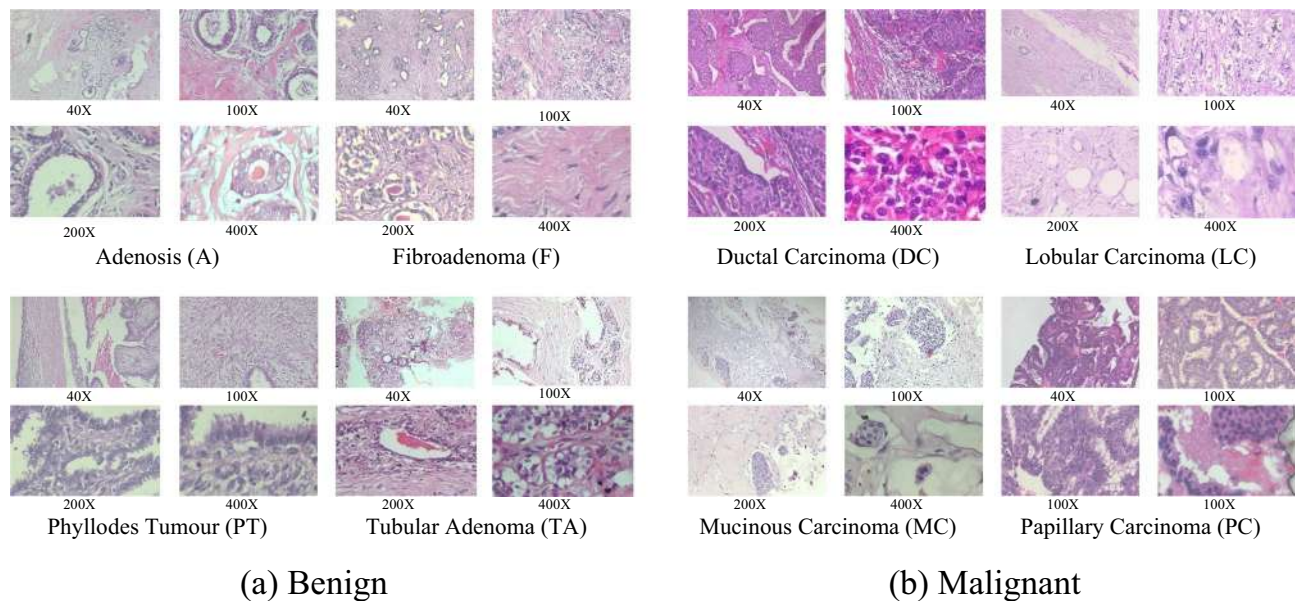 40X 100X 40X 100X 40X 100X 40X 100X
200X 400X 200X 400X 200X 400X 200X 400X
Adenosis (A) Fibroadenoma (F) Ductal Carcinoma (DC) Lobular Carcinoma (LC)
40X 100X 40X 100X 40X 100X 40X 100X
200X 400X 200X 400X 200X 400X 100X 100X
Phyllodes Tumour (PT) Tubular Adenoma (TA) Mucinous Carcinoma (MC) Papillary Carcinoma (PC)
(a) Benign (b) Malignant